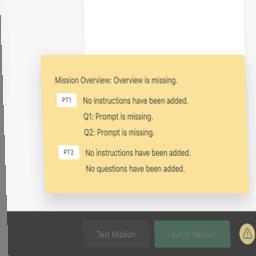 Mission Overview: Overview is missing.
PT1 No instructions have been added.
Q1: Prompt is missing.
Q2: Prompt is missing.
PT2 No instructions have been added.
No questions have been added.
Test Mission Launch Mission